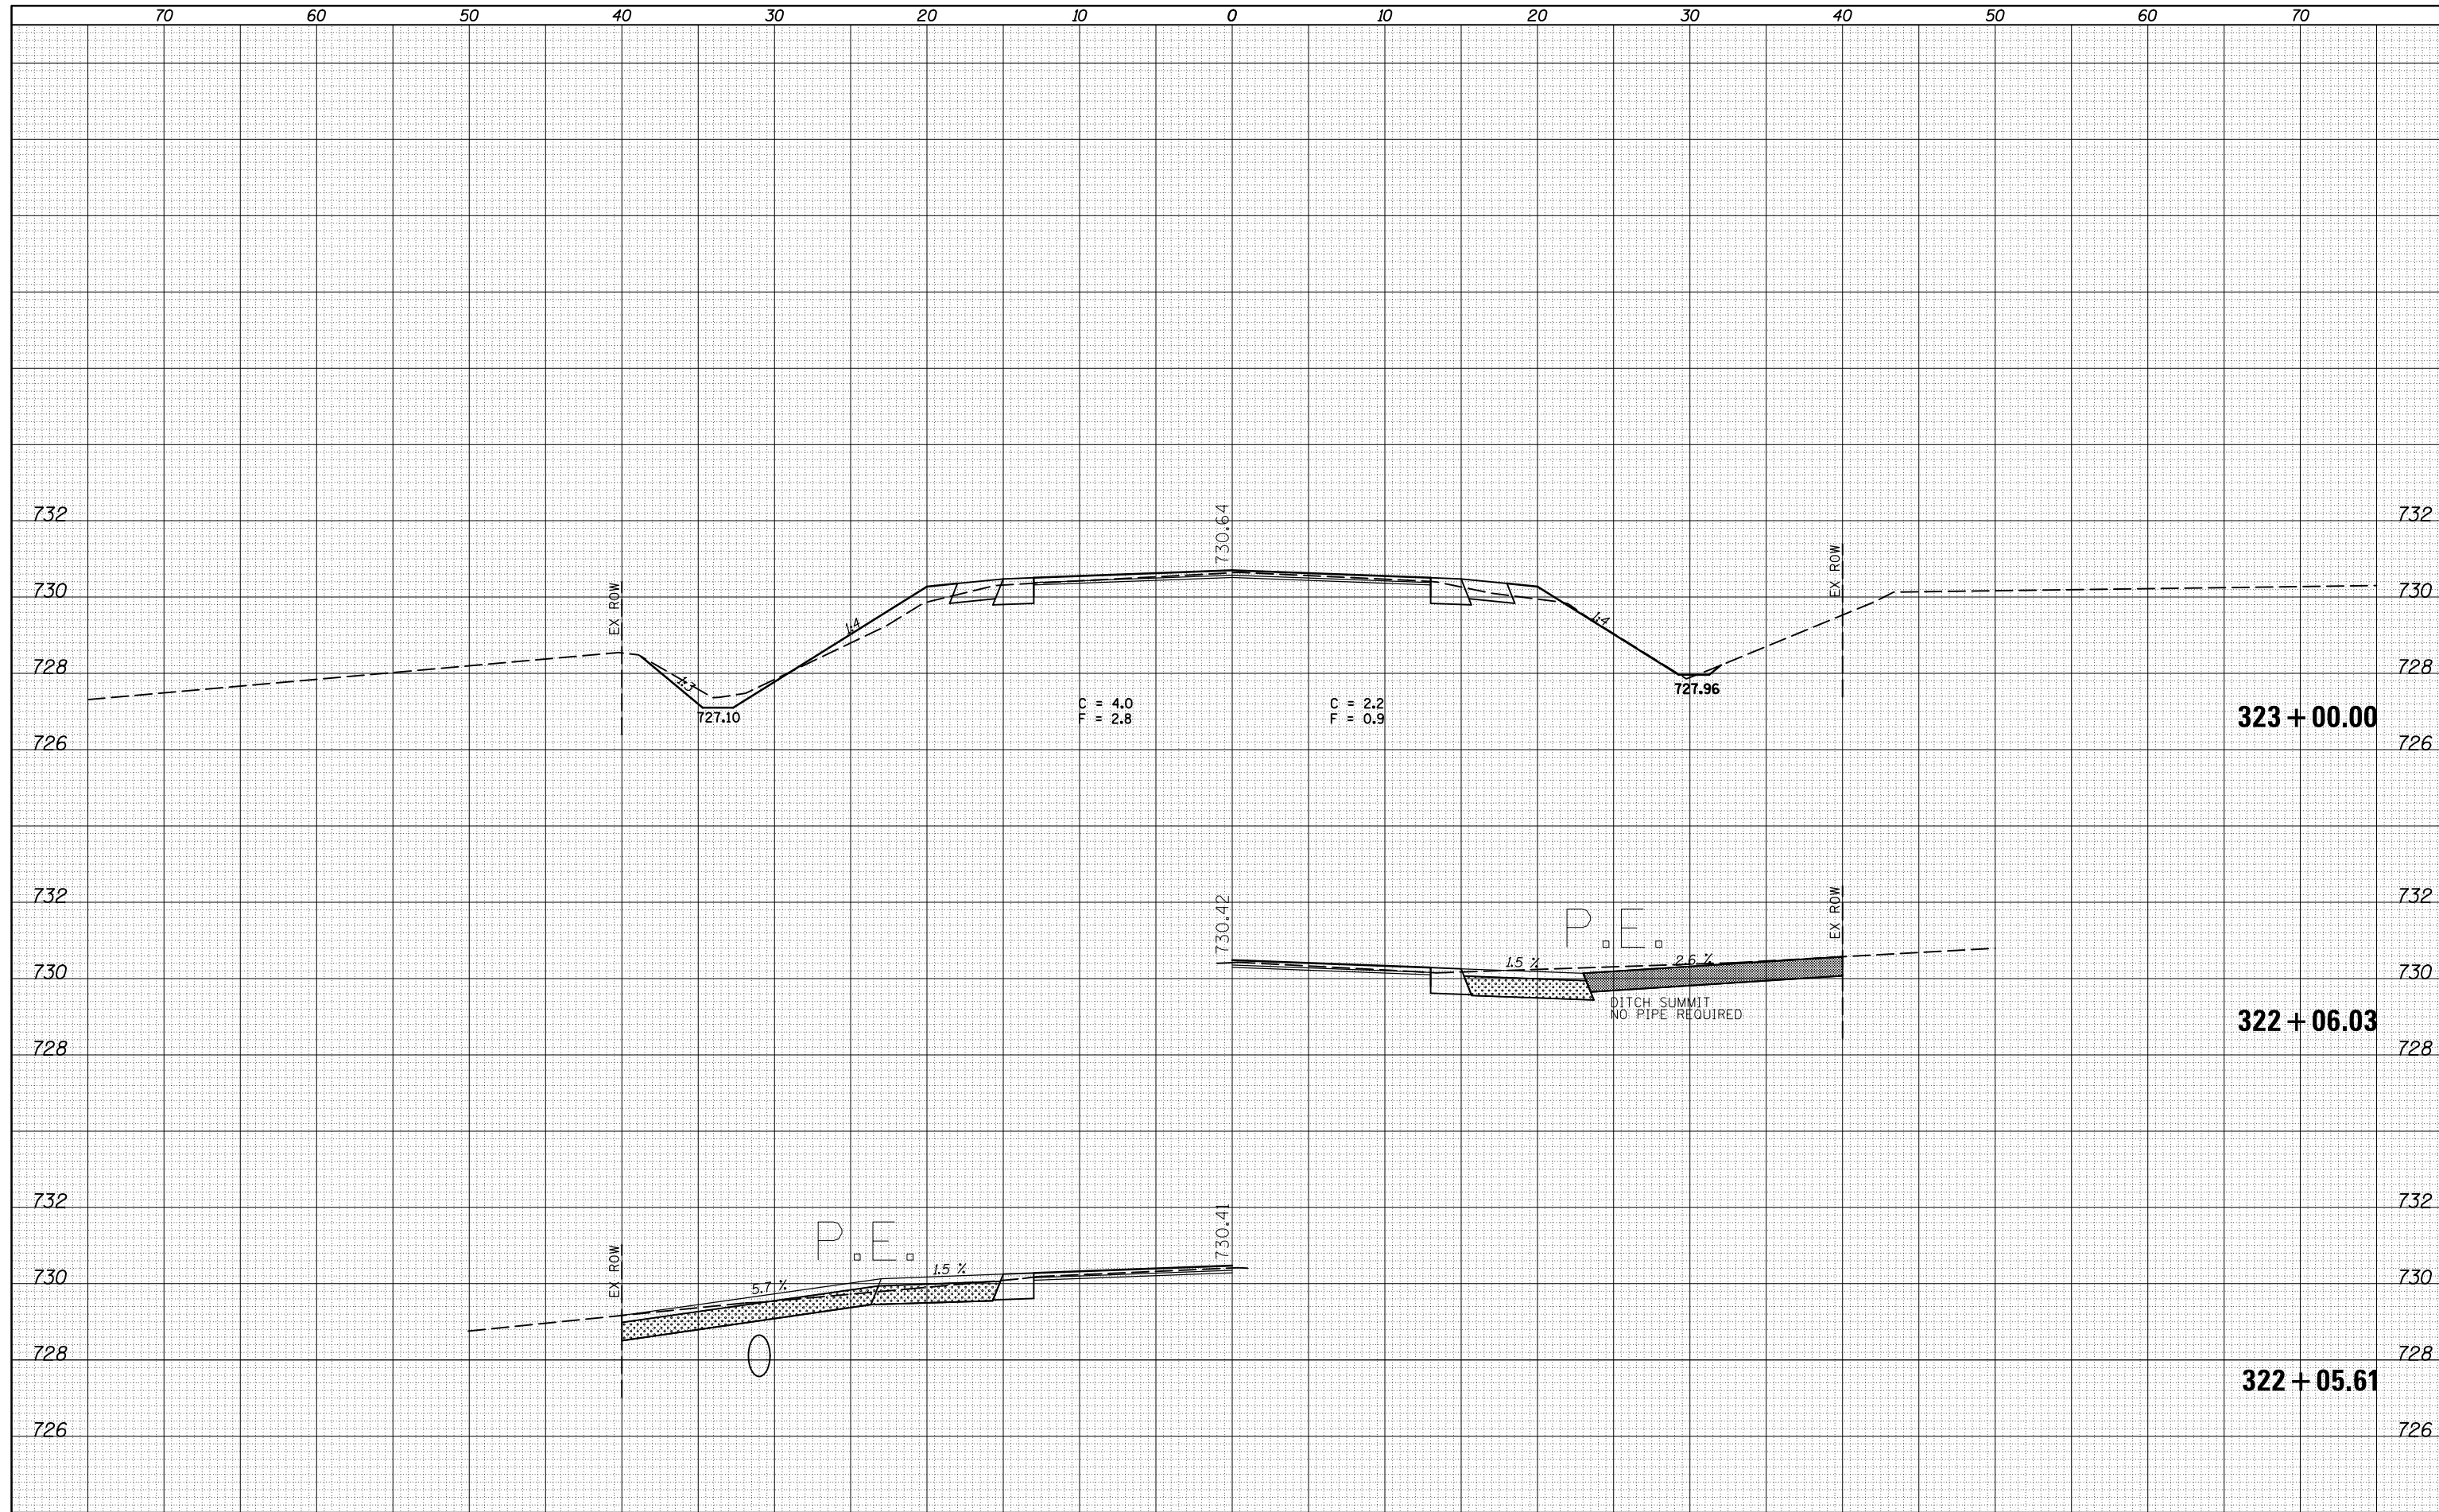 70 60 50 40 30 20 10 0 10 20 30 40 50 60 70
732 730.64 732
EX ROW
730 EX ROW 730
1:4 1:4
728 728
1:3
727.96
C = 4.0 C = 2.2
727.10 F = 2.8 F = 0.9 323+00.00
726 726
732 730.42 EX ROW 732
P.E.
1.5 % 2.6 %
730 730
DITCH SUMMIT
NO PIPE REQUIRED
322+06.03
728 728
732 730.41 732
P.E.
EX ROW
1.5 %
730 5.7 % 730
728 728
322+05.61
726 726